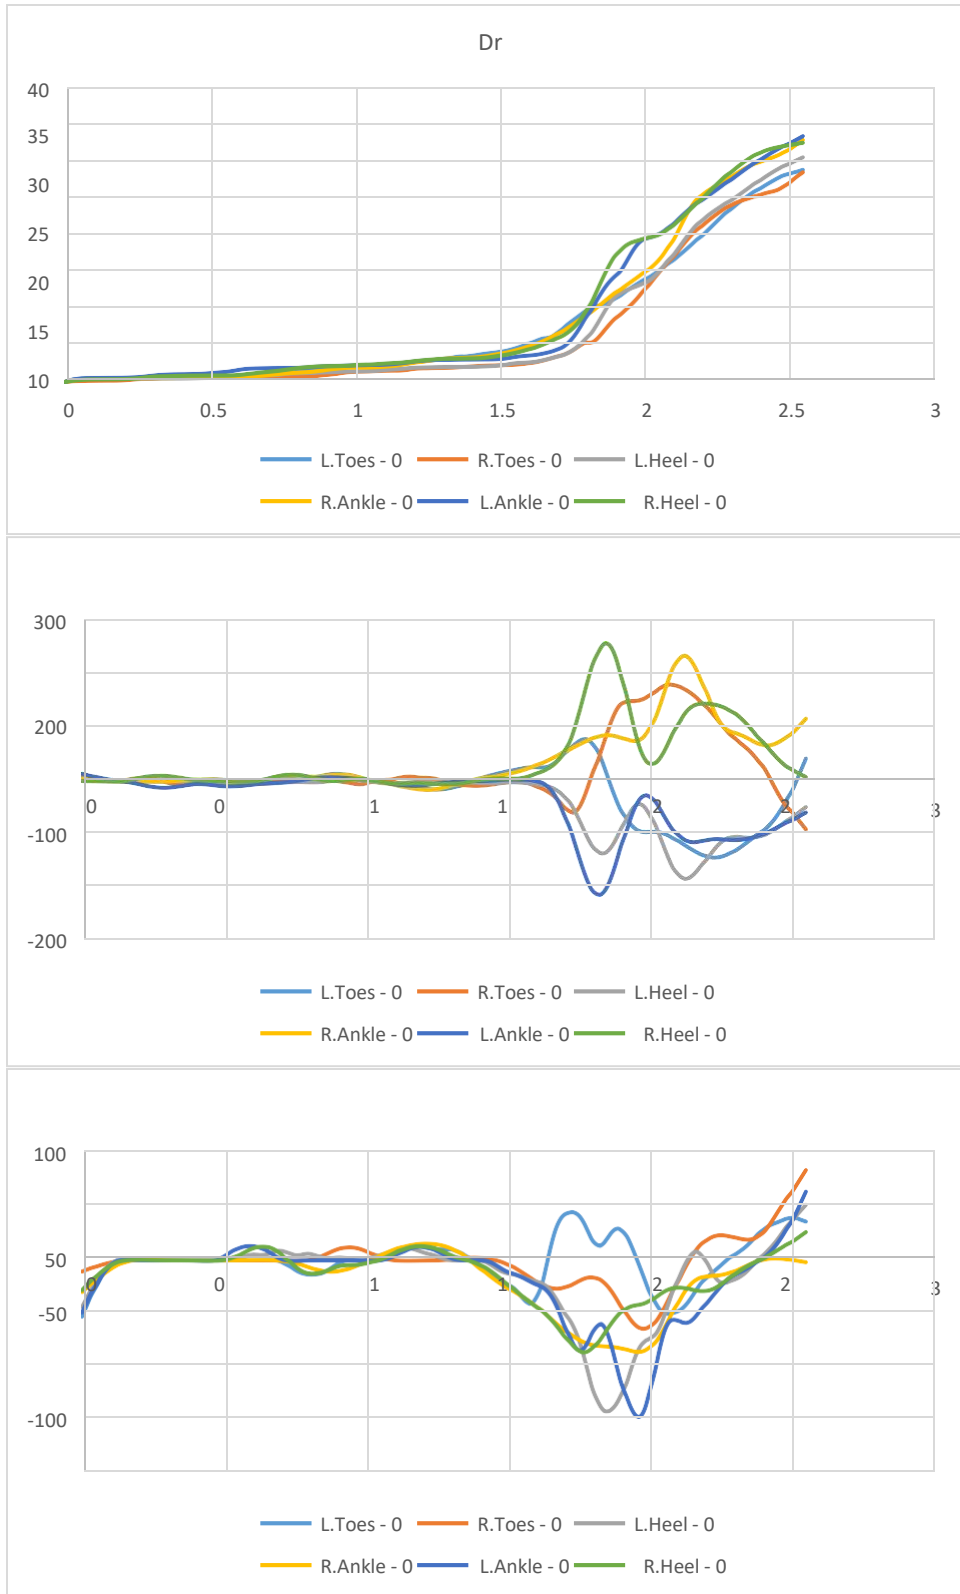 Dr
40
35
30
25
20
15
10
0 0.5 1 1.5 2 2.5 3
L.Toes - 0 R.Toes - 0 L.Heel - 0
R.Ankle - 0 L.Ankle - 0 R.Heel - 0
300
200
0 0 1 1 2 2 3
-100
-200
L.Toes - 0 R.Toes - 0 L.Heel - 0
R.Ankle - 0 L.Ankle - 0 R.Heel - 0
100
50
0 0 1 1 2 2 3
-50
-100
L.Toes - 0 R.Toes - 0 L.Heel - 0
R.Ankle - 0 L.Ankle - 0 R.Heel - 0